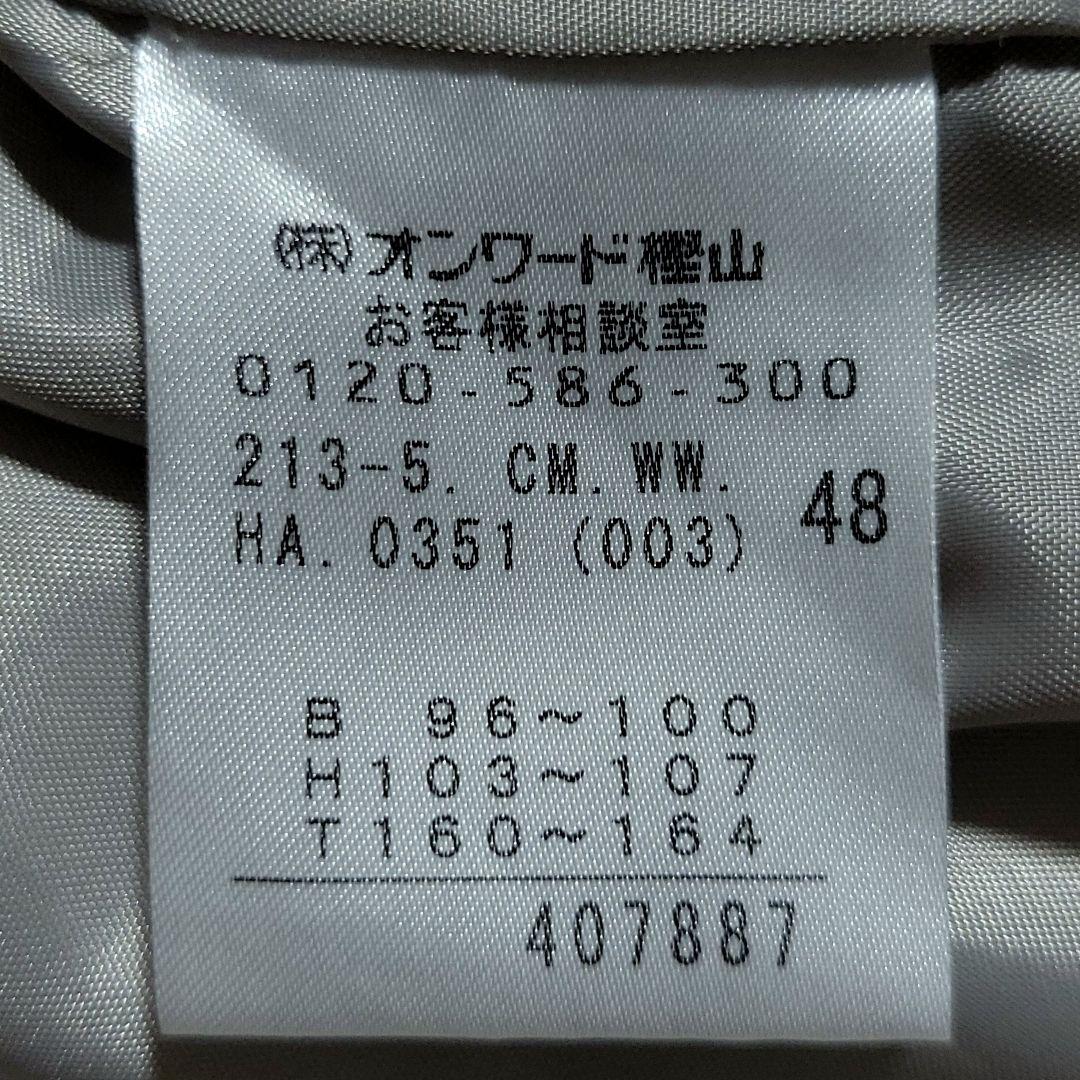 (株)オンワード樫山
お客様相談室
0120-586-300
213-5. CM.WW.
HA.0351 (003) 48
B 96~100
H103~107
T160~164
407887